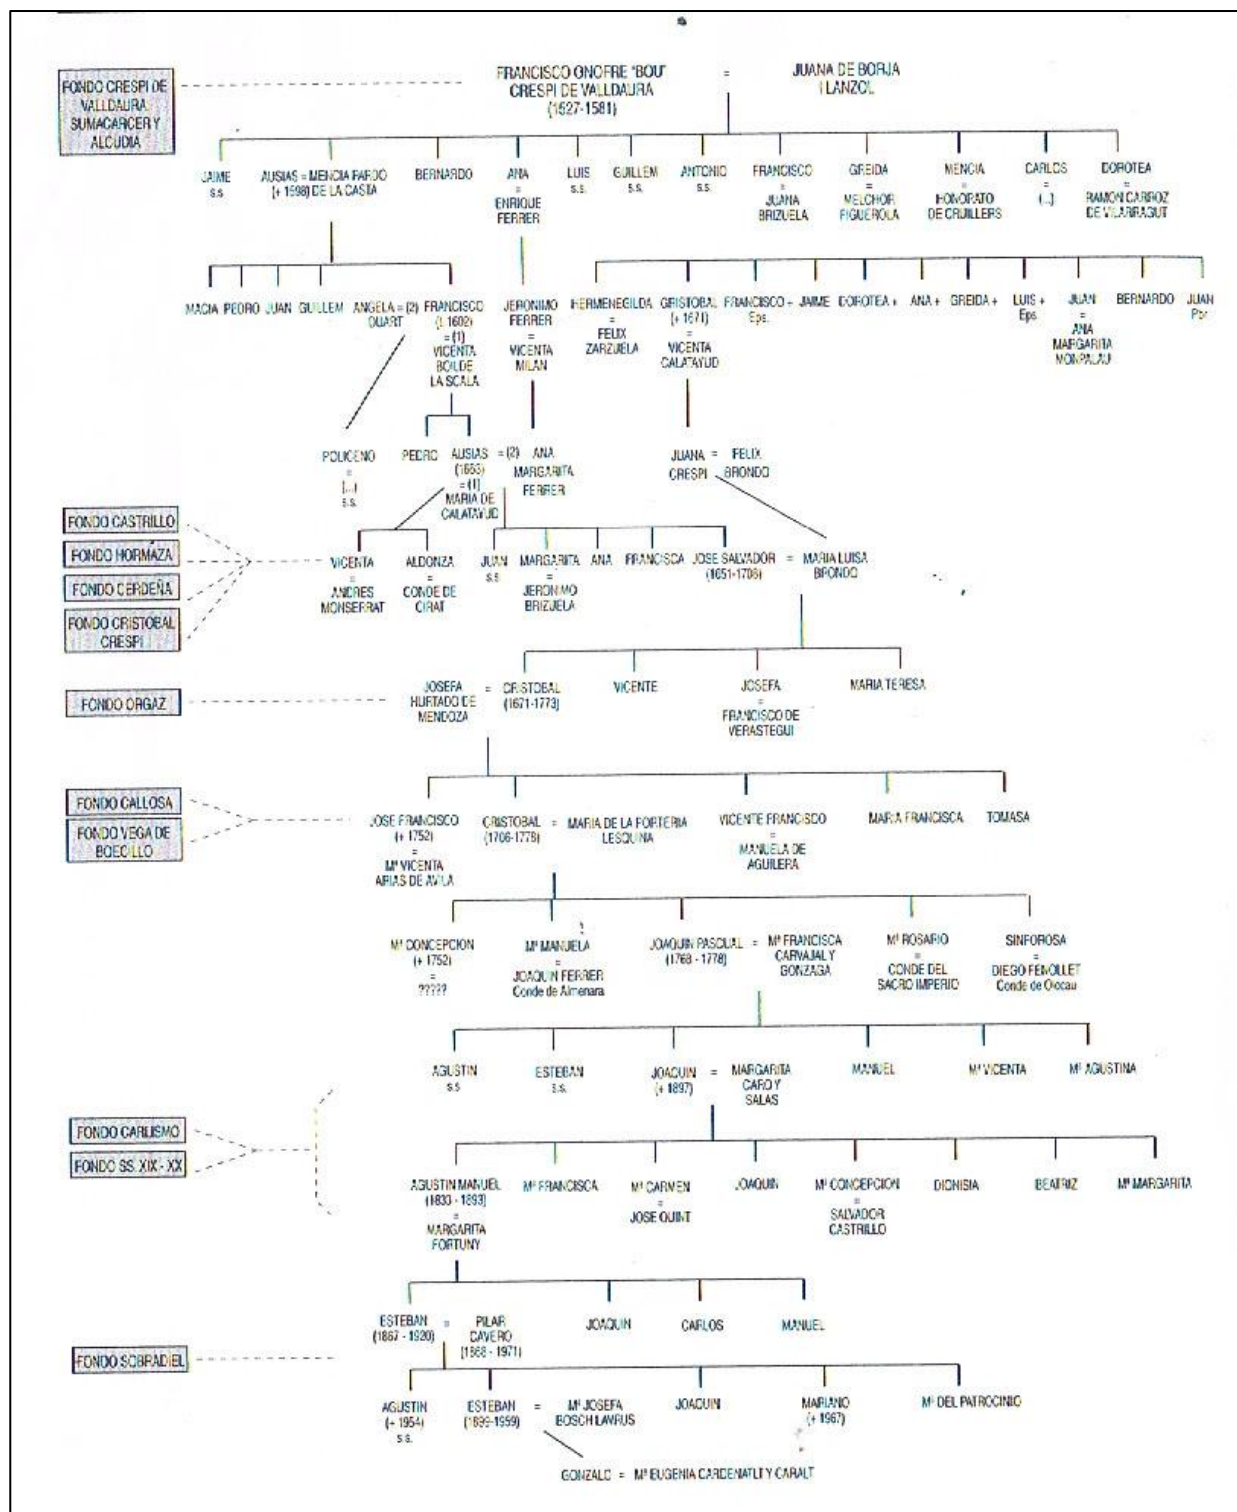 FONDO CRESPI DE
VALLDAURA
SUMACARCER Y
ALCUDIA
FRANCISCO ONOFRE "BOU"
CRESPI DE VALLDAURA
(1527-1581)
=
JUANA DE BORJA
LLANZOL
JAIME
s.s
AUSIAS = MENCIA PARDO
(+ 1598) DE LA CASTA
BERNARDO
ANA
=
ENRIQUE
FERRER
LUIS
s.s.
GUILLEM
s.s.
ANTONIO
s.s.
FRANCISCO
=
JUANA
BRIZUELA
GREIDA
=
MELCHOR
FIGUEROLA
MENCIA
=
HONORATO
DE CRUILLERS
CARLOS
=
(...)
DOROTEA
=
RAMON CARROZ
DE VILARRAGUT
MACIA
PEDRO
JUAN
GUILLEM
ANGELA = (2)
DUART
FRANCISCO
(1602)
= (1)
VICENTA
BOIL DE
LA SCALA
JERONIMO
FERRER
=
VICENTA
MILAN
HERMENEGILDA
=
FELIX
ZARZUELA
CRISTOBAL
(+ 1671)
=
VICENTA
CALATAYUD
FRANCISCO +
Eps.
JAIME
DOROTEA +
ANA +
GREIDA +
LUIS +
Eps.
JUAN
=
ANA
MARGARITA
MONPALAU
BERNARDO
JUAN
Pbr
POLICENO
=
(...)
s.s.
PEDRO
AUSIAS
(1663)
= (1)
MARIA DE
CALATAYUD
= (2)
ANA
MARGARITA
FERRER
JUANA
CRESPI
=
FELIX
BRONDO
FONDO CASTRILLO
FONDO HORMAZA
FONDO CERDEÑA
FONDO CRISTOBAL
CRESPI
VICENTA
=
ANDRES
MONSERRAT
ALDONZA
=
CONDE DE
CIRAT
JUAN
s.s
MARGARITA
=
JERONIMO
BRIZUELA
ANA
FRANCISCA
JOSE SALVADOR
(1651-1706)
=
MARIA LUISA
BRONDO
FONDO ORGAZ
JOSEFA
HURTADO DE
MENDOZA
=
CRISTOBAL
(1671-1773)
VICENTE
JOSEFA
=
FRANCISCO DE
VERASTEGUI
MARIA TERESA
FONDO CALLOSA
FONDO VEGA DE
BOECILLO
JOSE FRANCISCO
(+ 1752)
=
Mª VICENTA
ARIAS DE AVILA
CRISTOBAL
(1706-1778)
=
MARIA DE LA PORTERIA
LESQUINA
VICENTE FRANCISCO
=
MANUELA DE
AGUILERA
MARIA FRANCISCA
TOMASA
Mª CONCEPCION
(+ 1752)
=
?????
Mª MANUELA
=
JOAQUIN FERRER
Conde de Almenara
JOAQUIN PASCUAL
(1768 - 1778)
=
Mª FRANCISCA
CARVAJAL Y
GONZAGA
Mª ROSARIO
=
CONDE DEL
SACRO IMPERIO
SINFOROSA
=
DIEGO FENOLLET
Conde de Olocau
AGUSTIN
s.s
ESTEBAN
s.s.
JOAQUIN
(+ 1897)
=
MARGARITA
CARO Y
SALAS
MANUEL
Mª VICENTA
Mª AGUSTINA
FONDO CARLISMO
FONDO SS. XIX - XX
AGUSTIN MANUEL
(1833 - 1893)
=
MARGARITA
FORTUNY
Mª FRANCISCA
Mª CARMEN
=
JOSE QUINT
JOAQUIN
Mª CONCEPCION
=
SALVADOR
CASTRILLO
DIONISIA
BEATRIZ
Mª MARGARITA
ESTEBAN
(1867 - 1920)
=
PILAR
CAVERO
(1868 - 1971)
JOAQUIN
CARLOS
MANUEL
FONDO SOBRADIEL
AGUSTIN
(+ 1954)
s.s.
ESTEBAN
(1899-1959)
=
Mª JOSEFA
BOSCH LAVRUS
JOAQUIN
MARIANO
(+ 1967)
Mª DEL PATROCINIO
GONZALO = Mª EUGENIA CARDENATLT Y CARALT